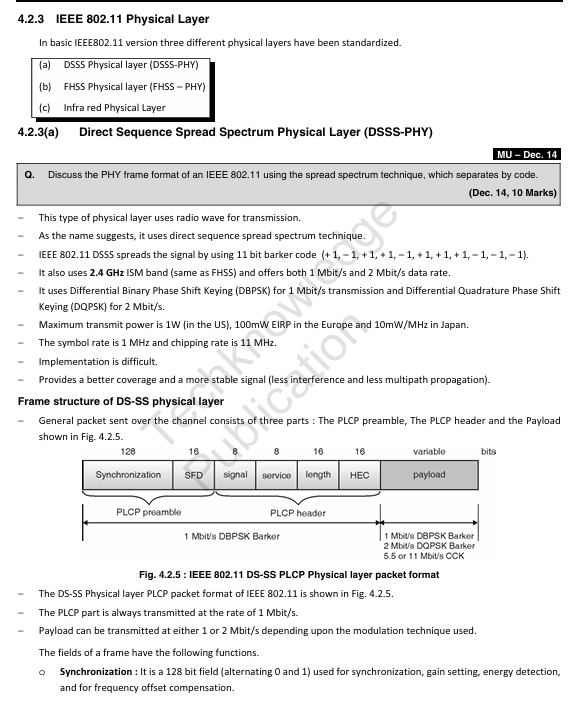 4.2.3 IEEE 802.11 Physical Layer
In basic IEEE802.11 version three different physical layers have been standardized.
(a) DSSS Physical layer (DSSS-PHY)
(b) FHSS Physical layer (FHSS – PHY)
(c) Infra red Physical Layer
4.2.3(a) Direct Sequence Spread Spectrum Physical Layer (DSSS-PHY)
MU – Dec. 14
Q. Discuss the PHY frame format of an IEEE 802.11 using the spread spectrum technique, which separates by code.
(Dec. 14, 10 Marks)
– This type of physical layer uses radio wave for transmission.
– As the name suggests, it uses direct sequence spread spectrum technique.
– IEEE 802.11 DSSS spreads the signal by using 11 bit barker code (+ 1, – 1, + 1, + 1, – 1, + 1, + 1, + 1, – 1, – 1, – 1).
– It also uses 2.4 GHz ISM band (same as FHSS) and offers both 1 Mbit/s and 2 Mbit/s data rate.
– It uses Differential Binary Phase Shift Keying (DBPSK) for 1 Mbit/s transmission and Differential Quadrature Phase Shift
Keying (DQPSK) for 2 Mbit/s.
– Maximum transmit power is 1W (in the US), 100mW EIRP in the Europe and 10mW/MHz in Japan.
– The symbol rate is 1 MHz and chipping rate is 11 MHz.
– Implementation is difficult.
– Provides a better coverage and a more stable signal (less interference and less multipath propagation).
Frame structure of DS-SS physical layer
– General packet sent over the channel consists of three parts : The PLCP preamble, The PLCP header and the Payload
shown in Fig. 4.2.5.
128 16 8 8 16 16 variable bits
Synchronization SFD signal service length HEC payload
PLCP preamble PLCP header
1 Mbit/s DBPSK Barker
1 Mbit/s DBPSK Barker
2 Mbit/s DQPSK Barker
5.5 or 11 Mbit/s CCK
Fig. 4.2.5 : IEEE 802.11 DS-SS PLCP Physical layer packet format
– The DS-SS Physical layer PLCP packet format of IEEE 802.11 is shown in Fig. 4.2.5.
– The PLCP part is always transmitted at the rate of 1 Mbit/s.
– Payload can be transmitted at either 1 or 2 Mbit/s depending upon the modulation technique used.
The fields of a frame have the following functions.
o Synchronization : It is a 128 bit field (alternating 0 and 1) used for synchronization, gain setting, energy detection,
and for frequency offset compensation.
Techknowledge
Publication